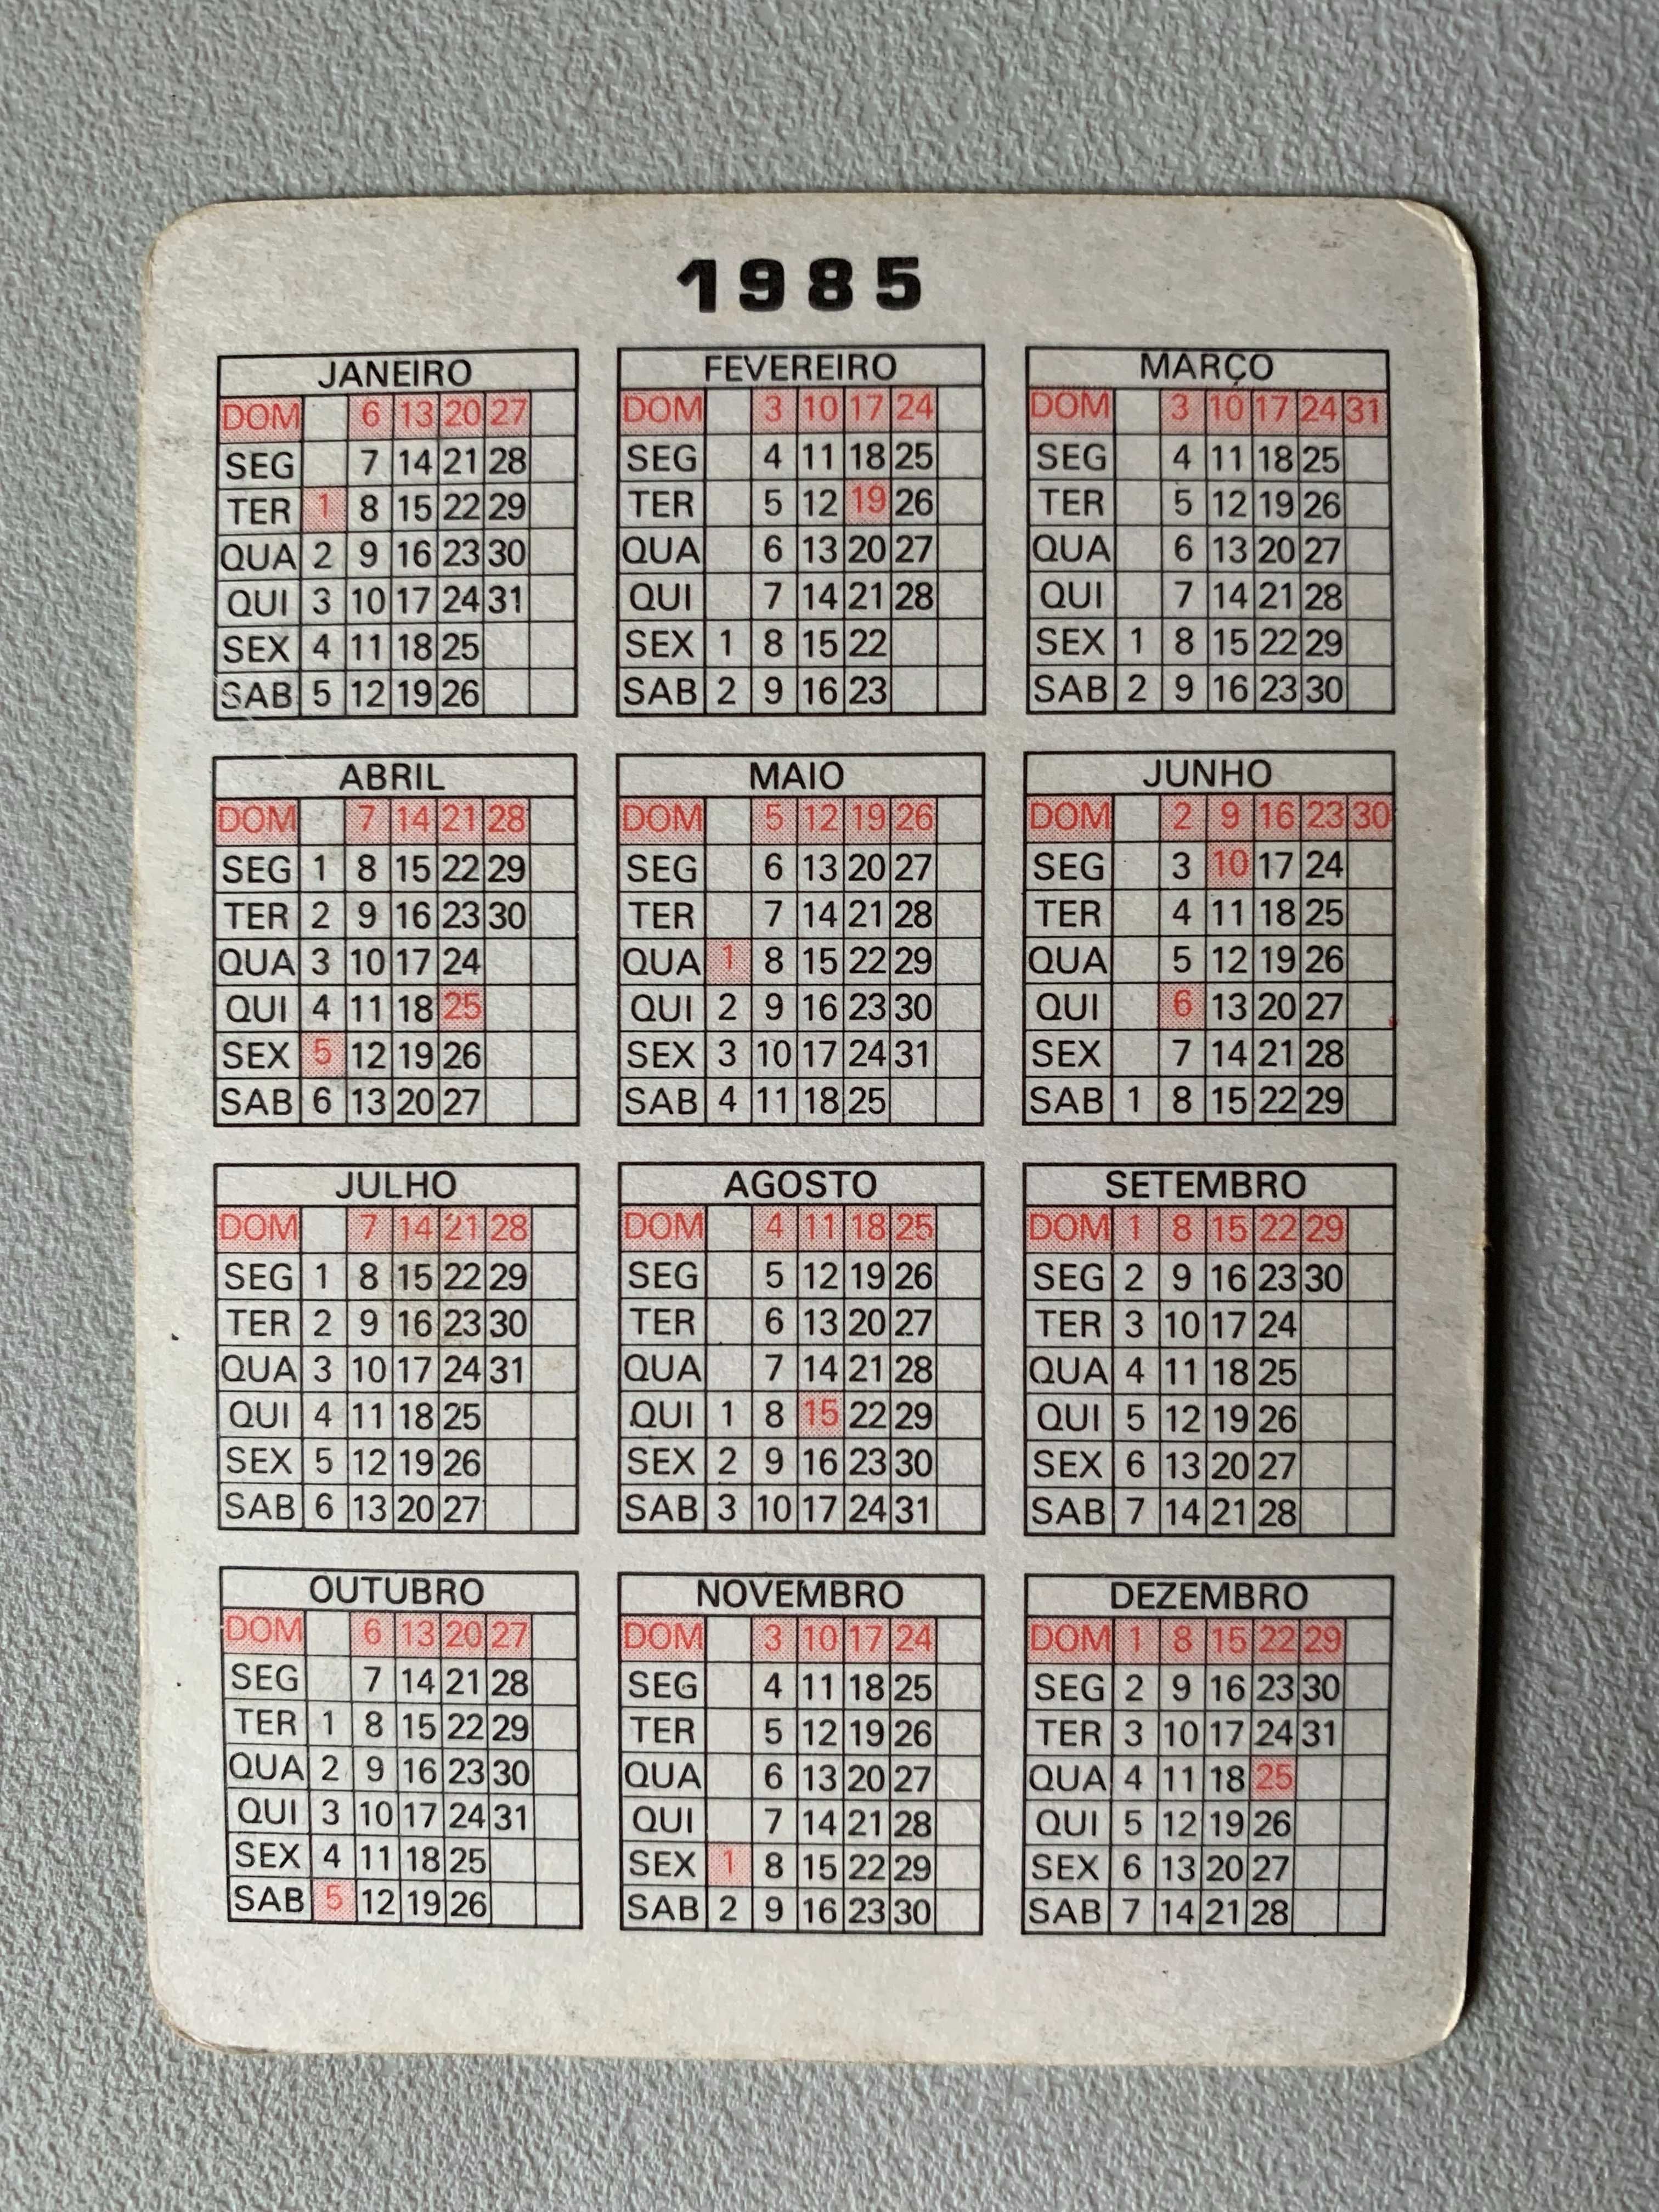 1985
JANEIRO
DOM 6 13 20 27
SEG 7 14 21 28
TER 1 8 15 22 29
QUA 2 9 16 23 30
QUI 3 10 17 24 31
SEX 4 11 18 25
SAB 5 12 19 26
FEVEREIRO
DOM 3 10 17 24
SEG 4 11 18 25
TER 5 12 19 26
QUA 6 13 20 27
QUI 7 14 21 28
SEX 1 8 15 22
SAB 2 9 16 23
MARÇO
DOM 3 10 17 24 31
SEG 4 11 18 25
TER 5 12 19 26
QUA 6 13 20 27
QUI 7 14 21 28
SEX 1 8 15 22 29
SAB 2 9 16 23 30
ABRIL
DOM 7 14 21 28
SEG 1 8 15 22 29
TER 2 9 16 23 30
QUA 3 10 17 24
QUI 4 11 18 25
SEX 5 12 19 26
SAB 6 13 20 27
MAIO
DOM 5 12 19 26
SEG 6 13 20 27
TER 7 14 21 28
QUA 1 8 15 22 29
QUI 2 9 16 23 30
SEX 3 10 17 24 31
SAB 4 11 18 25
JUNHO
DOM 2 9 16 23 30
SEG 3 10 17 24
TER 4 11 18 25
QUA 5 12 19 26
QUI 6 13 20 27
SEX 7 14 21 28
SAB 1 8 15 22 29
JULHO
DOM 7 14 21 28
SEG 1 8 15 22 29
TER 2 9 16 23 30
QUA 3 10 17 24 31
QUI 4 11 18 25
SEX 5 12 19 26
SAB 6 13 20 27
AGOSTO
DOM 4 11 18 25
SEG 5 12 19 26
TER 6 13 20 27
QUA 7 14 21 28
QUI 1 8 15 22 29
SEX 2 9 16 23 30
SAB 3 10 17 24 31
SETEMBRO
DOM 1 8 15 22 29
SEG 2 9 16 23 30
TER 3 10 17 24
QUA 4 11 18 25
QUI 5 12 19 26
SEX 6 13 20 27
SAB 7 14 21 28
OUTUBRO
DOM 6 13 20 27
SEG 7 14 21 28
TER 1 8 15 22 29
QUA 2 9 16 23 30
QUI 3 10 17 24 31
SEX 4 11 18 25
SAB 5 12 19 26
NOVEMBRO
DOM 3 10 17 24
SEG 4 11 18 25
TER 5 12 19 26
QUA 6 13 20 27
QUI 7 14 21 28
SEX 1 8 15 22 29
SAB 2 9 16 23 30
DEZEMBRO
DOM 1 8 15 22 29
SEG 2 9 16 23 30
TER 3 10 17 24 31
QUA 4 11 18 25
QUI 5 12 19 26
SEX 6 13 20 27
SAB 7 14 21 28